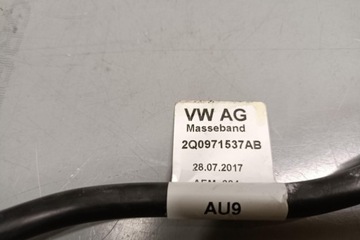 VW AG
Masseband
2Q0971537AB
28.07.2017
AU9